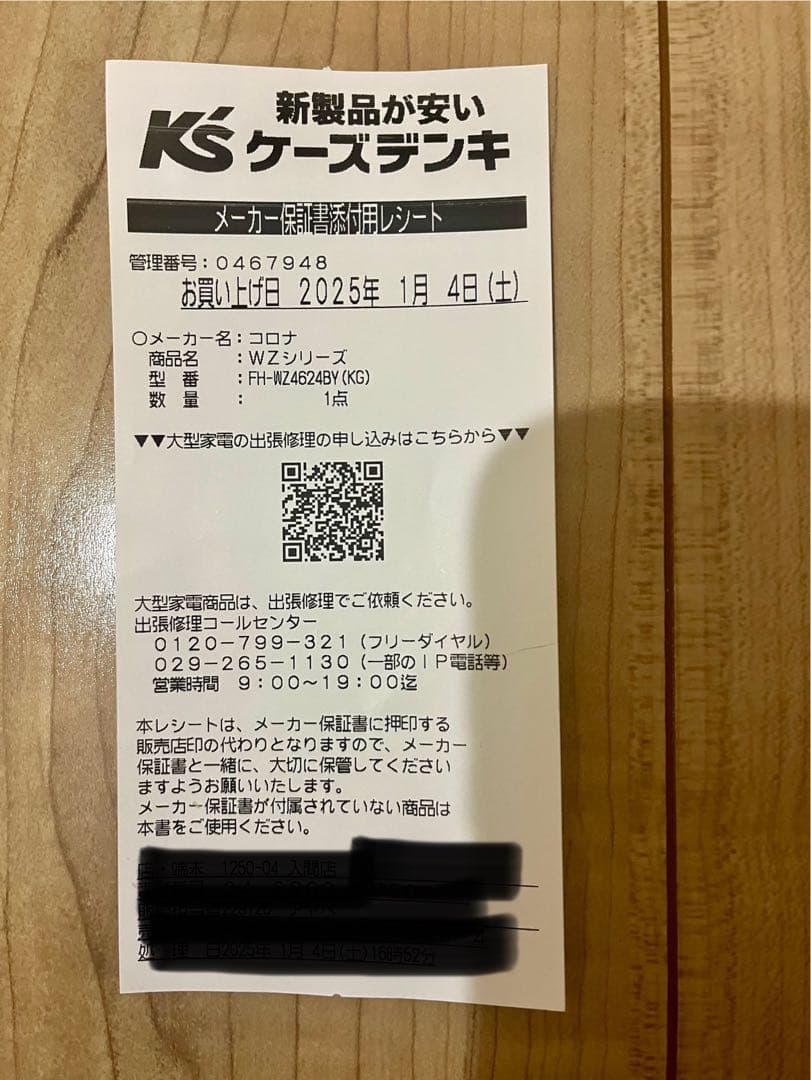 新製品が安い
K's ケーズデンキ
メーカー保証書添付用レシート
管理番号：0467948
お買い上げ日 2025年 1月 4日(土)
○メーカー名：コロナ
商品名 ：WZシリーズ
型 番 ：FH-WZ4624BY(KG)
数 量 ： 1点
▼▼大型家電の出張修理の申し込みはこちらから▼▼
大型家電商品は、出張修理でご依頼ください。
出張修理コールセンター
0120-799-321 (フリーダイヤル)
029-265-1130 (一部のIP電話等)
営業時間 9:00～19:00迄
本レシートは、メーカー保証書に押印する
販売店印の代わりとなりますので、メーカー
保証書と一緒に、大切に保管してください
ますようお願いいたします。
メーカー保証書が付属されていない商品は
本書をご使用ください。